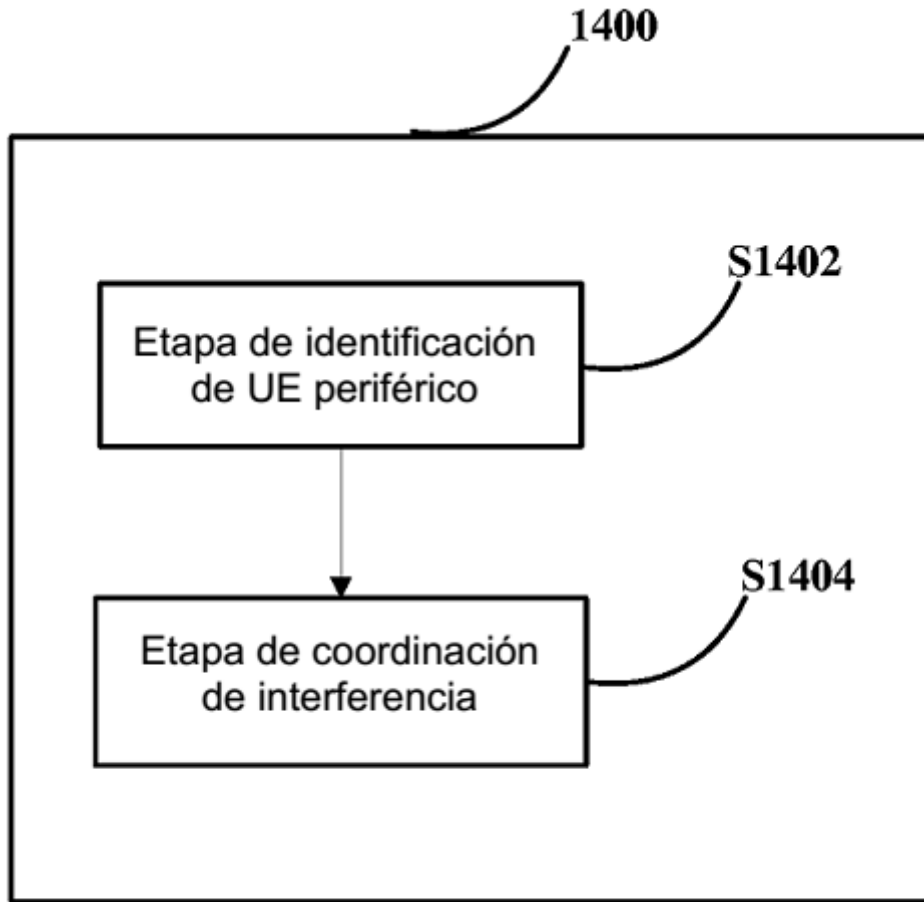 1400
S1402
Etapa de identificación
de UE periférico
S1404
Etapa de coordinación
de interferencia